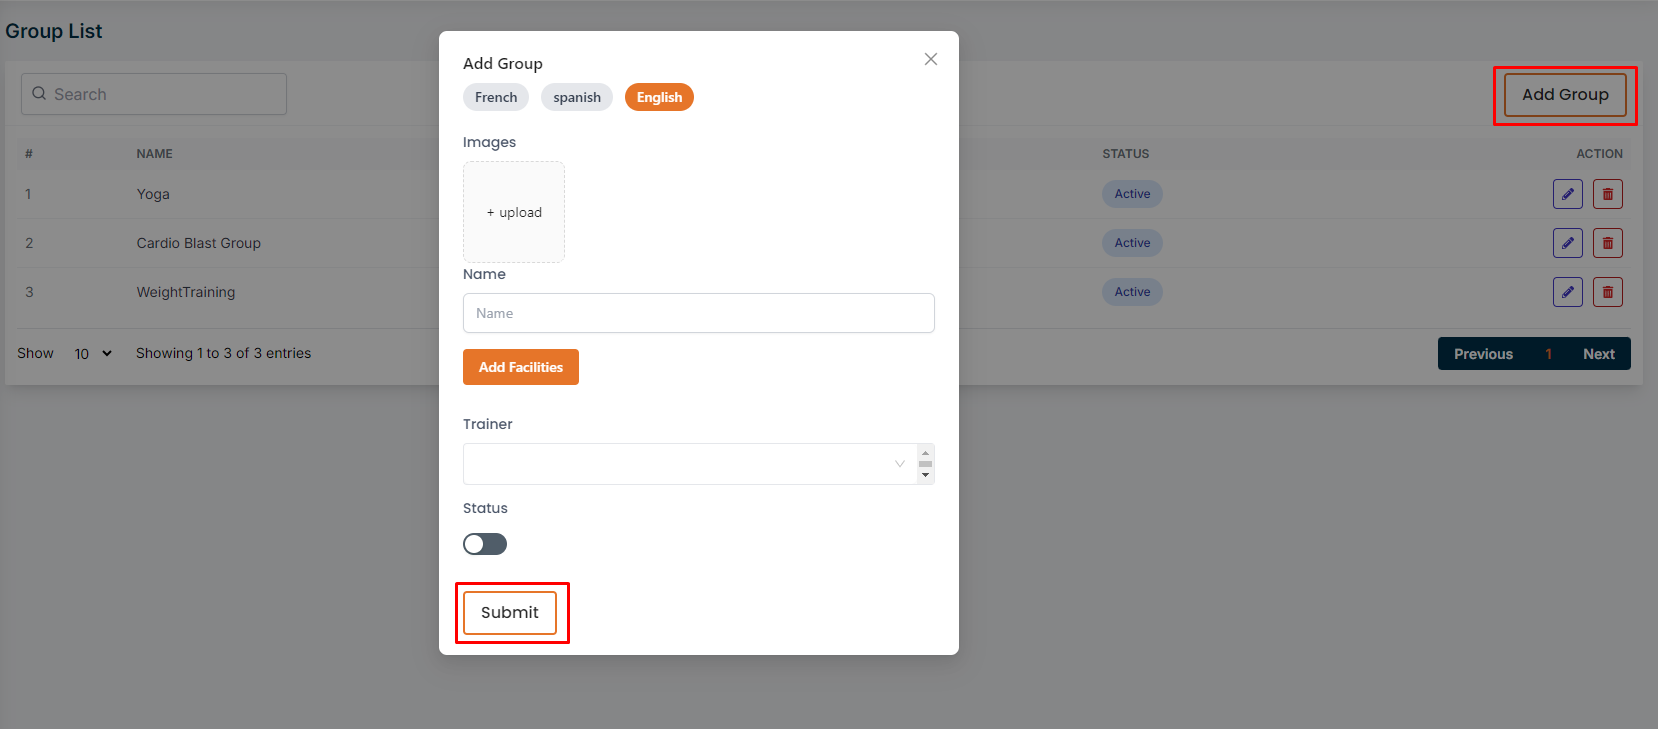 Group List
Search
Add Group
# NAME STATUS ACTION
1 Yoga Active
2 Cardio Blast Group Active
3 WeightTraining Active
Show 10 Showing 1 to 3 of 3 entries Previous 1 Next
Add Group
French spanish English
Images
+ upload
Name
Name
Add Facilities
Trainer
Status
Submit